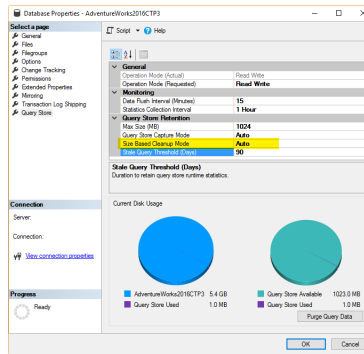 Database Properties - AdventureWorks2016CTP3
Select a page
General
Files
Filegroups
Options
Change Tracking
Permissions
Extended Properties
Mirroring
Transaction Log Shipping
Query Store
Script
Help
General
Operation Mode (Actual) Read Write
Operation Mode (Requested) Read Write
Monitoring
Data Flush Interval (Minutes) 15
Statistics Collection Interval 1 Hour
Query Store Retention
Max Size (MB) 1024
Query Store Capture Mode Auto
Size Based Cleanup Mode Auto
Stale Query Threshold (Days) 90
Stale Query Threshold (Days)
Duration to retain query store runtime statistics.
Connection
Server:
Connection:
View connection properties
Progress
Ready
Current Disk Usage
AdventureWorks2016CTP3 5.4 GB
Query Store Used 1.0 MB
Query Store Available 1023.0 MB
Query Store Used 1.0 MB
Purge Query Data
OK
Cancel